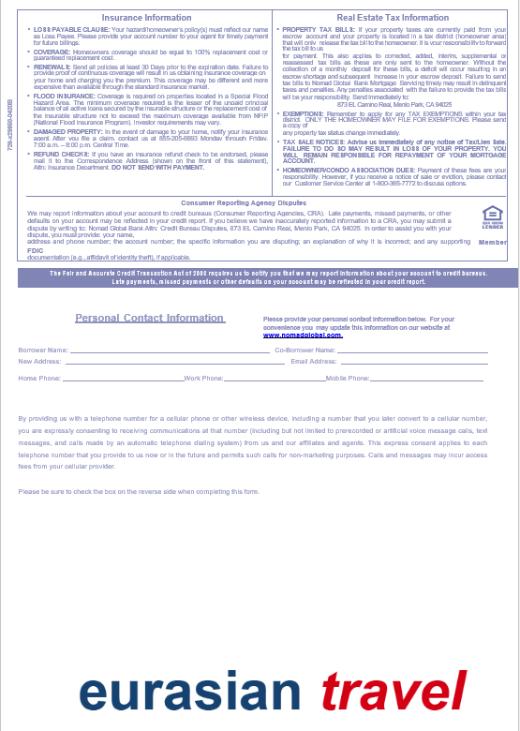 Insurance Information
LOSS PAYABLE CLAUSE: Your hazard/homeowner's policy(s) must reflect our name
as Loss Payee. Please provide your account number to your agent for timely payment
for future billings.
COVERAGE: Homeowners coverage should be equal to 100% replacement cost or
guaranteed replacement cost.
RENEWALS: Send all policies at least 30 Days prior to the expiration date. Failure to
provide proof of continuous coverage will result in us obtaining insurance coverage on
your home and charging you the premium. This coverage may be different and more
expensive than available through the standard insurance market.
FLOOD INSURANCE: Coverage is required on properties located in a Special Flood
Hazard Area. The minimum coverage required is the lesser of the unpaid principal
balance of all active loans secured by the insurable structure or the replacement cost of
the insurable structure not to exceed the maximum coverage available from NFIP
(National Flood Insurance Program). Investor requirements may vary.
DAMAGED PROPERTY: In the event of damage to your home, notify your insurance
agent. After you file a claim, contact us at 855-205-6893 Monday through Friday,
7:00 a.m. – 8:00 p.m. Central Time.
REFUND CHECKS: If you have an insurance refund check to be endorsed, please
mail it to the Correspondence Address (shown on the front of this statement),
Attn: Insurance Department. DO NOT SEND WITH PAYMENT.
Real Estate Tax Information
PROPERTY TAX BILLS: If your property taxes are currently paid from your
escrow account and your property is located in a tax district (homeowner area)
that will only release the tax bill to the homeowner, it is your responsibility to forward
the tax bill to us
for payment. This also applies to corrected, added, interim, supplemental or
reassessed tax bills as these are only sent to the homeowner. Without the
collection of a monthly deposit for these bills, a deficit will occur resulting in an
escrow shortage and subsequent increase in your escrow deposit. Failure to send
tax bills to Nomad Global Bank Mortgage Servicing timely may result in delinquent
taxes and penalties. Any penalties associated with the failure to provide the tax bills
will be your responsibility. Send immediately to:
873 EL Camino Real, Menlo Park, CA 94025
EXEMPTIONS: Remember to apply for any TAX EXEMPTIONS within your tax
district. ONLY THE HOMEOWNER MAY FILE FOR EXEMPTIONS. Please send
a copy of
any property tax status change immediately.
TAX SALE NOTICES: Advise us immediately of any notice of Tax/Lien Sale.
FAILURE TO DO SO MAY RESULT IN LOSS OF YOUR PROPERTY. YOU
WILL REMAIN RESPONSIBLE FOR REPAYMENT OF YOUR MORTGAGE
ACCOUNT.
HOMEOWNER/CONDO ASSOCIATION DUES: Payment of these fees are your
responsibility. However, if you receive a notice of sale or eviction, please contact
our Customer Service Center at 1-800-365-7772 to discuss options.
Consumer Reporting Agency Disputes
We may report information about your account to credit bureaus (Consumer Reporting Agencies, CRA). Late payments, missed payments, or other
defaults on your account may be reflected in your credit report. If you believe we have inaccurately reported information to a CRA, you may submit a
dispute by writing to: Nomad Global Bank Attn: Credit Bureau Disputes, 873 EL Camino Real, Menlo Park, CA 94025. In order to assist you with your
dispute, you must provide: your name,
address and phone number; the account number; the specific information you are disputing; an explanation of why it is incorrect; and any supporting Member
FDIC
documentation (e.g., affidavit of identity theft), if applicable.
LENDER
The Fair and Accurate Credit Transaction Act of 2003 requires us to notify you that we may report information about your account to credit bureaus.
Late payments, missed payments or other defaults on your account may be reflected in your credit report.
Personal Contact Information
Please provide your personal contact information below. For your
convenience you may update this information on our website at
www.nomadglobal.com.
Borrower Name: Co-Borrower Name:
New Address: Email Address:
Home Phone: Work Phone: Mobile Phone:
By providing us with a telephone number for a cellular phone or other wireless device, including a number that you later convert to a cellular number,
you are expressly consenting to receiving communications at that number (including but not limited to prerecorded or artificial voice message calls, text
messages, and calls made by an automatic telephone dialing system) from us and our affiliates and agents. This express consent applies to each
telephone number that you provide to us now or in the future and permits such calls for non-marketing purposes. Calls and messages may incur access
fees from your cellular provider.
Please be sure to check the box on the reverse side when completing this form.
eurasian travel